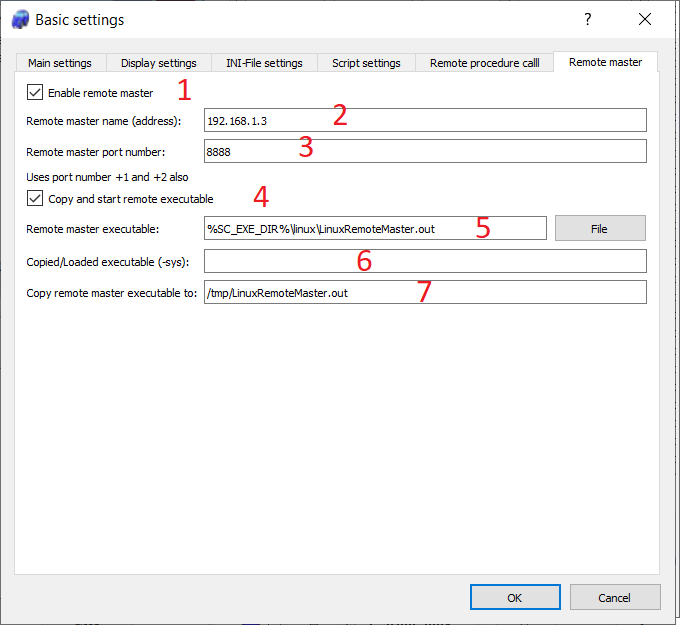 Basic settings ?
Main settings Display settings INI-File settings Script settings Remote procedure calll Remote master
Enable remote master 1
Remote master name (address): 192.168.1.3 2
Remote master port number: 8888 3
Uses port number +1 and +2 also
Copy and start remote executable 4
Remote master executable: %SC_EXE_DIR%\linux\LinuxRemoteMaster.out 5 File
Copied/Loaded executable (-sys): 6
Copy remote master executable to: /tmp/LinuxRemoteMaster.out 7
OK Cancel